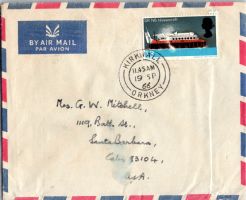 BY AIR MAIL
PAR AVION
SR N6 Hovercraft
KIRKWALL
11.45 AM
19 SP
66
ORKNEY
Mrs. G. W. Mitchell,
1119, Bath St.,
Santa Barbara,
Calif. 93104,
U.S.A.